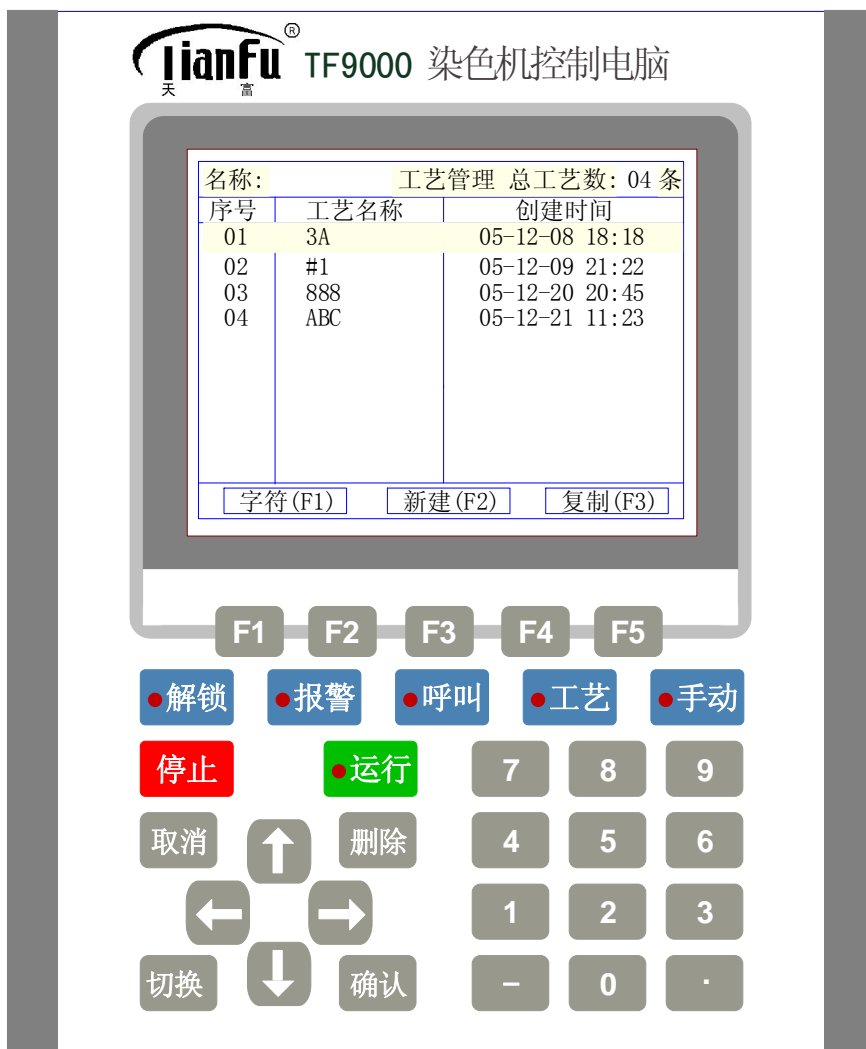 TianFu® TF9000 染色机控制电脑
天 富
名称: 工艺管理 总工艺数: 04 条
序号 工艺名称 创建时间
01 3A 05-12-08 18:18
02 #1 05-12-09 21:22
03 888 05-12-20 20:45
04 ABC 05-12-21 11:23
字符(F1) 新建(F2) 复制(F3)
F1 F2 F3 F4 F5
解锁 报警 呼叫 工艺 手动
停止 运行 7 8 9
取消 删除 4 5 6
1 2 3
切换 确认 - 0 .